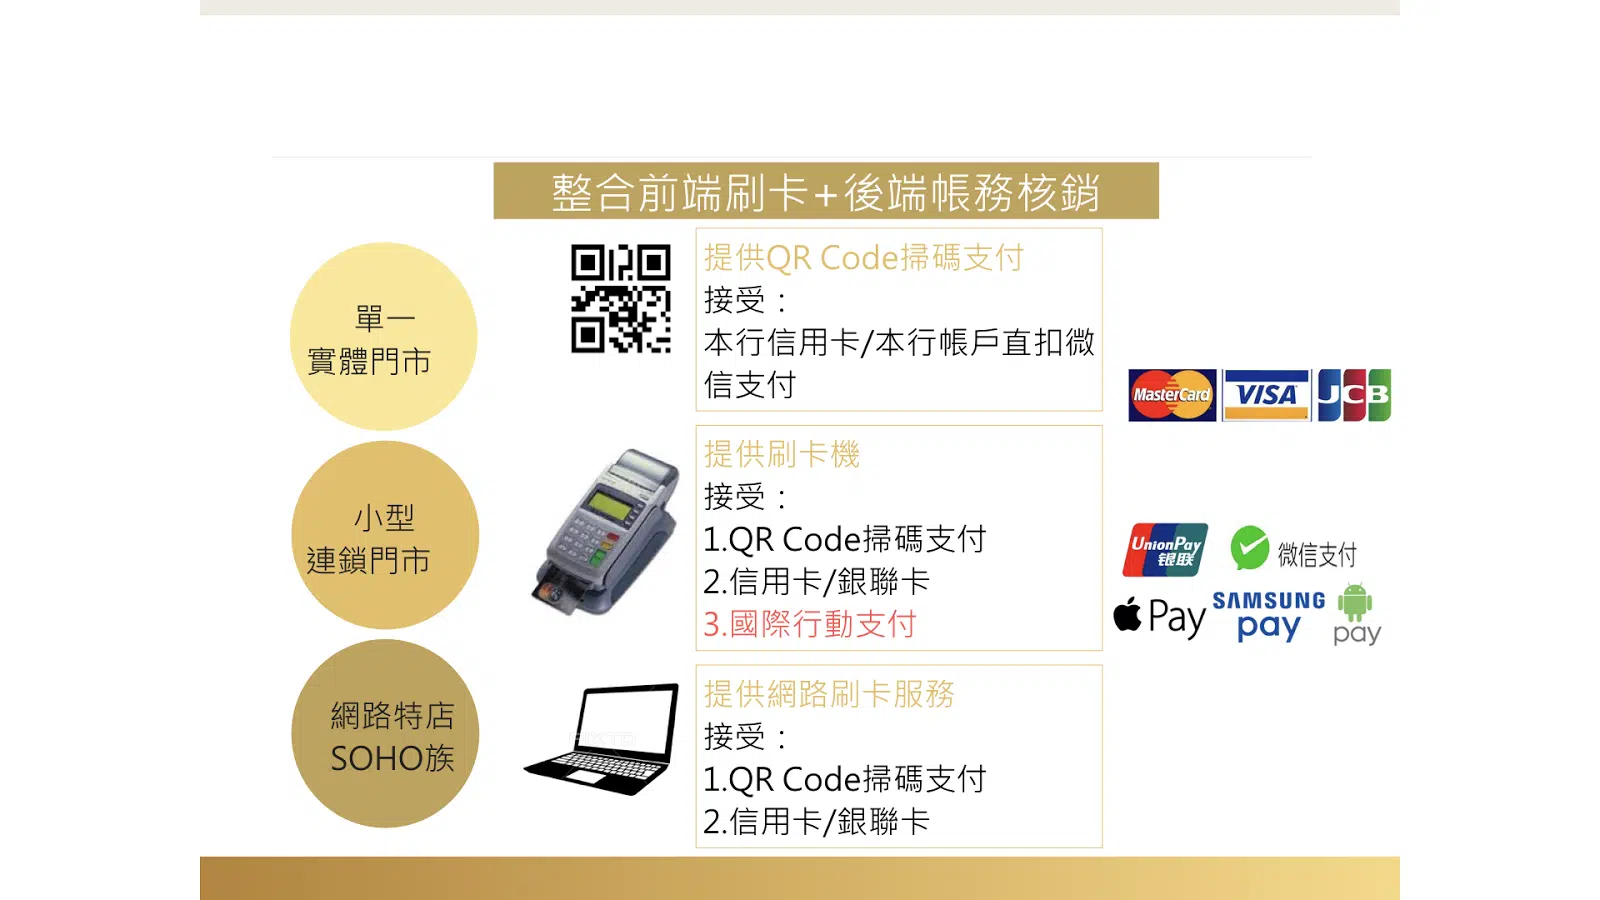 整合前端刷卡+後端帳務核銷
單一
實體門市
提供QR Code掃碼支付
接受：
本行信用卡/本行帳戶直扣微
信支付
MasterCard
VISA
JCB
小型
連鎖門市
提供刷卡機
接受：
1.QR Code掃碼支付
2.信用卡/銀聯卡
3.國際行動支付
UnionPay
银联
微信支付
Pay
SAMSUNG
pay
pay
網路特店
SOHO族
提供網路刷卡服務
接受：
1.QR Code掃碼支付
2.信用卡/銀聯卡